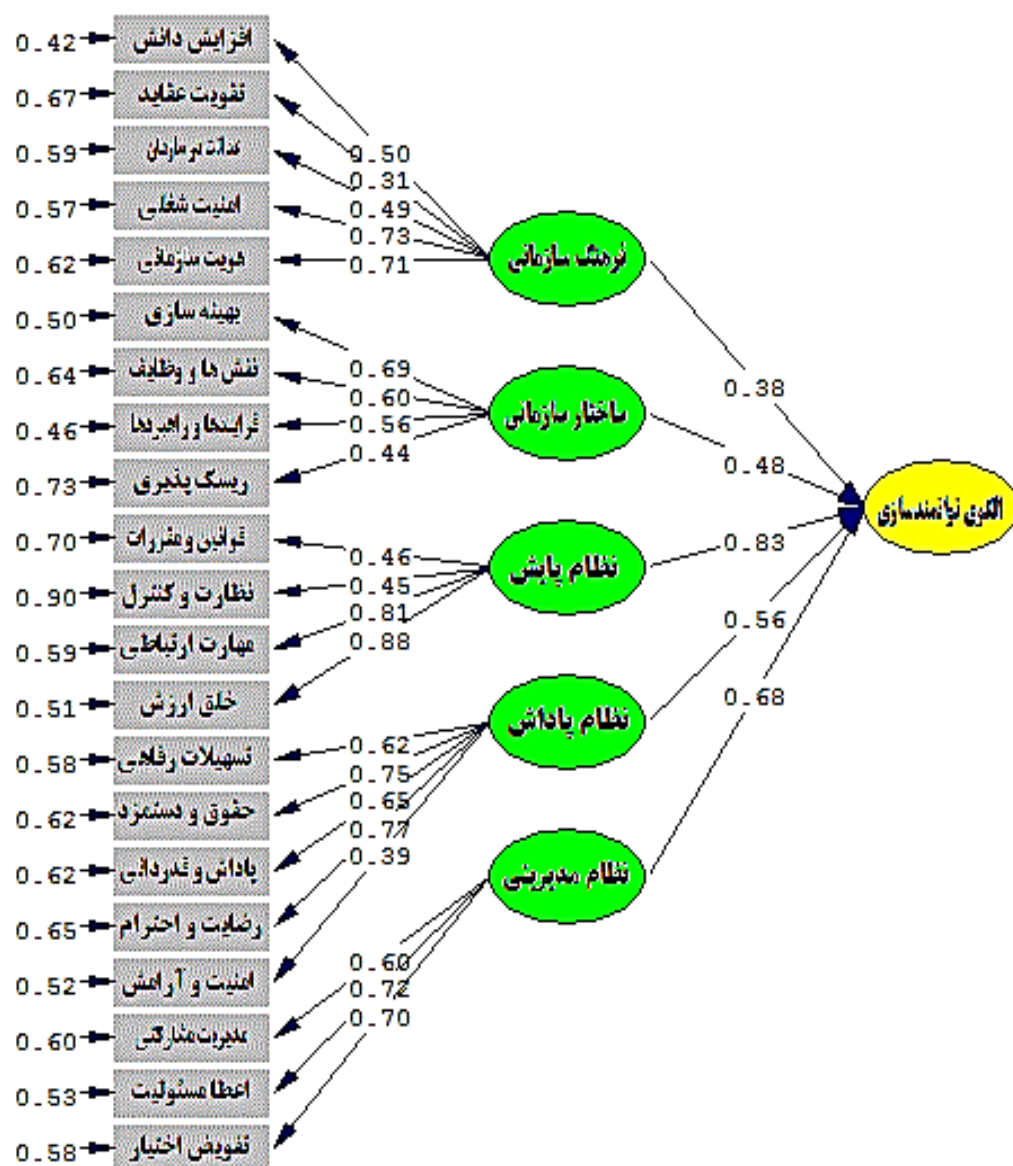 0.42 افزایش دانش
0.67 تقویت عقاید
0.59 عدالت در سازمان
0.57 امنیت شغلی
0.62 هویت سازمانی
0.50 بهینه سازی
0.64 نقش ها و وظایف
0.46 فرایندها و راهبردها
0.73 ریسک پذیری
0.70 قوانین و مقررات
0.90 نظارت و کنترل
0.59 مهارت ارتباطی
0.51 خلق ارزش
0.58 تسهیلات رفاهی
0.62 حقوق و دستمزد
0.62 پاداش و قدردانی
0.65 رضایت و احترام
0.52 امنیت و آرامش
0.60 مدیریت مشارکتی
0.53 اعطا مسئولیت
0.58 تفویض اختیار
0.50
0.31
0.49
0.73
0.71
0.69
0.60
0.56
0.44
0.46
0.45
0.81
0.88
0.62
0.75
0.65
0.77
0.39
0.60
0.72
0.70
فرهنگ سازمانی
ساختار سازمانی
نظام پایش
نظام پاداش
نظام مدیریتی
0.38
0.48
0.83
0.56
0.68
الگوی توانمندسازی